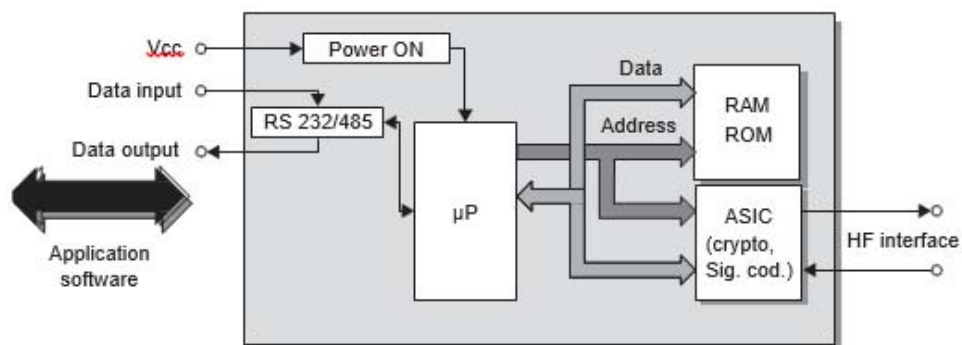 Vcc
Power ON
Data input
RS 232/485
Data output
Application
software
µP
Data
Address
RAM
ROM
ASIC
(crypto,
Sig. cod.)
HF interface